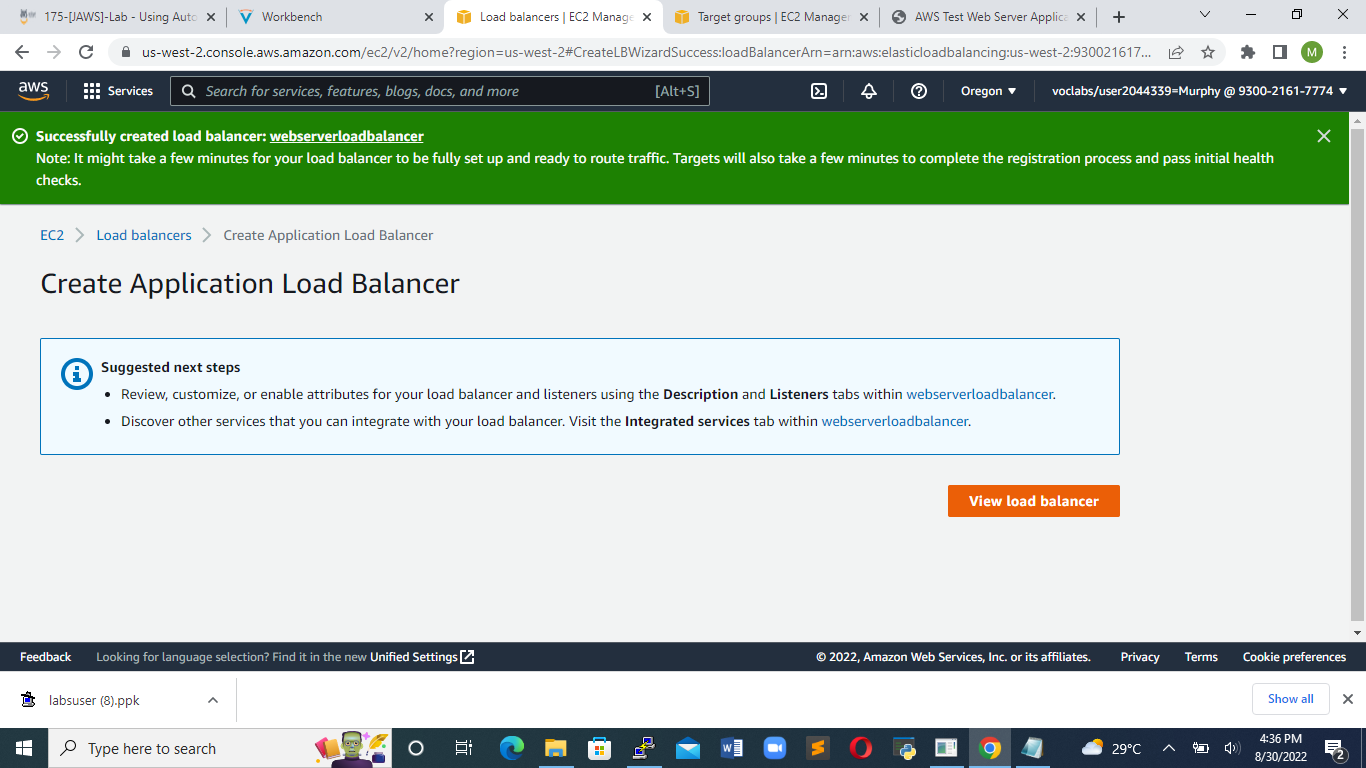 175-[JAWS]-Lab - Using Auto
Workbench
Load balancers | EC2 Manage
Target groups | EC2 Manager
AWS Test Web Server Applica
us-west-2.console.aws.amazon.com/ec2/v2/home?region=us-west-2#CreateLBWizardSuccess:loadBalancerArn=arn:aws:elasticloadbalancing:us-west-2:930021617...
M
aws
Services
Search for services, features, blogs, docs, and more
[Alt+S]
Oregon
voclabs/user2044339=Murphy @ 9300-2161-7774
Successfully created load balancer: webserverloadbalancer
Note: It might take a few minutes for your load balancer to be fully set up and ready to route traffic. Targets will also take a few minutes to complete the registration process and pass initial health
checks.
EC2
Load balancers
Create Application Load Balancer
Create Application Load Balancer
Suggested next steps
• Review, customize, or enable attributes for your load balancer and listeners using the Description and Listeners tabs within webserverloadbalancer.
• Discover other services that you can integrate with your load balancer. Visit the Integrated services tab within webserverloadbalancer.
View load balancer
Feedback
Looking for language selection? Find it in the new Unified Settings
© 2022, Amazon Web Services, Inc. or its affiliates.
Privacy
Terms
Cookie preferences
labsuser (8).ppk
Show all
Type here to search
29°C
4:36 PM
8/30/2022
2